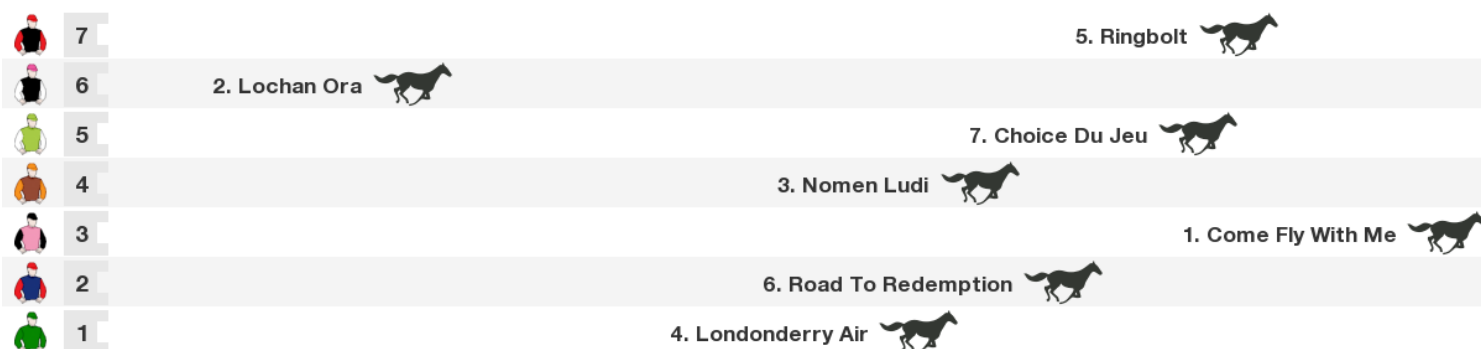 7 5. Ringbolt
6 2. Lochan Ora
5 7. Choice Du Jeu
4 3. Nomen Ludi
3 1. Come Fly With Me
2 6. Road To Redemption
1 4. Londonderry Air